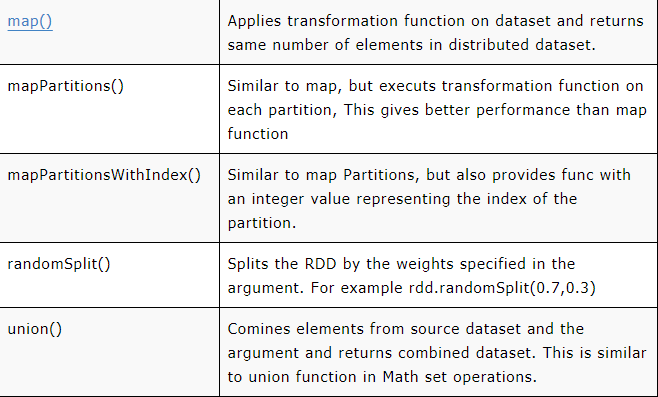 map()
Applies transformation function on dataset and returns
same number of elements in distributed dataset.
mapPartitions()
Similar to map, but executs transformation function on
each partition, This gives better performance than map
function
mapPartitionsWithIndex()
Similar to map Partitions, but also provides func with
an integer value representing the index of the
partition.
randomSplit()
Splits the RDD by the weights specified in the
argument. For example rdd.randomSplit(0.7,0.3)
union()
Comines elements from source dataset and the
argument and returns combined dataset. This is similar
to union function in Math set operations.